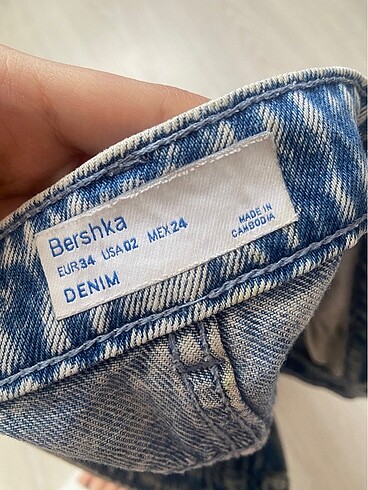 Bershka
EUR34 USA02 MEX24
DENIM
MADE IN
CAMBODIA